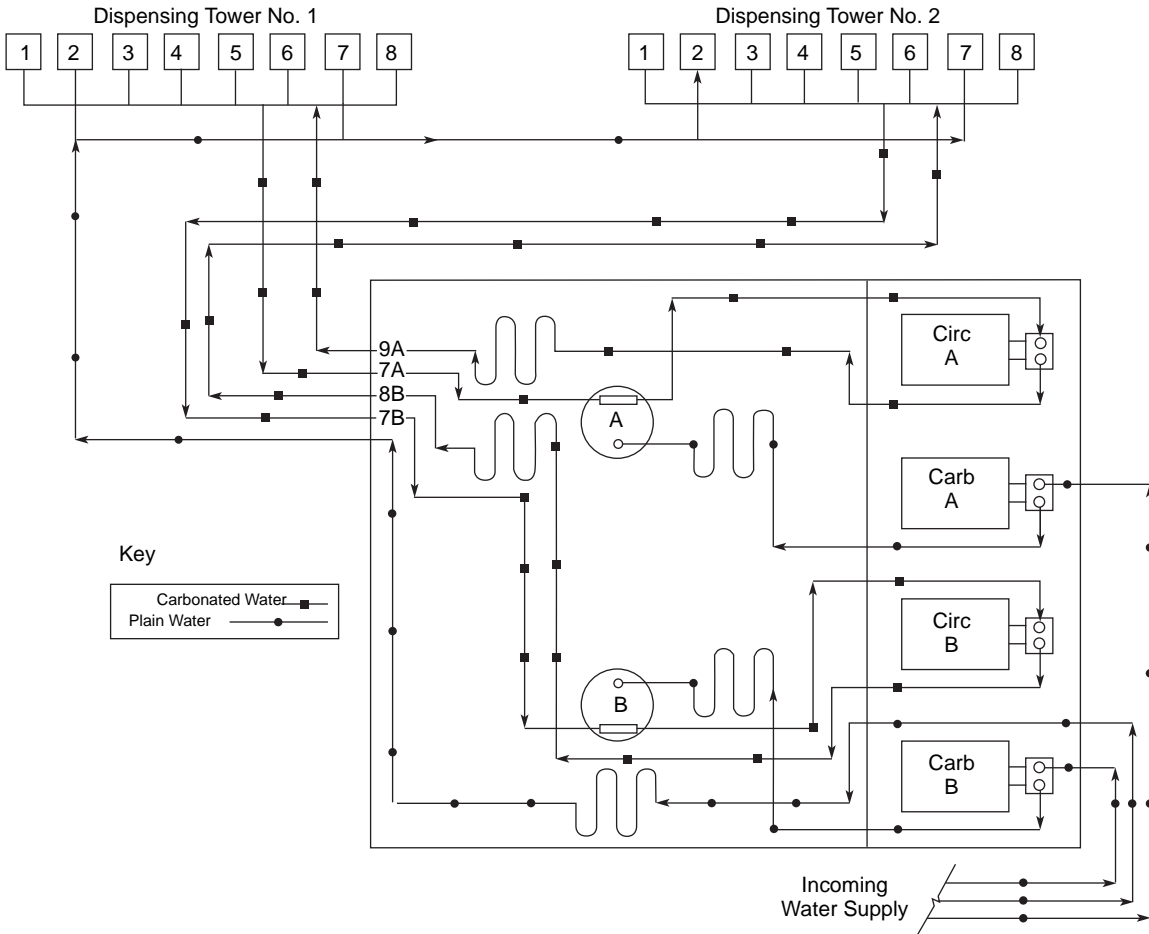 Dispensing Tower No. 1
Dispensing Tower No. 2
1 2 3 4 5 6 7 8
1 2 3 4 5 6 7 8
9A
7A
8B
7B
A
B
Circ
A
Carb
A
Circ
B
Carb
B
Key
Carbonated Water
Plain Water
Incoming
Water Supply